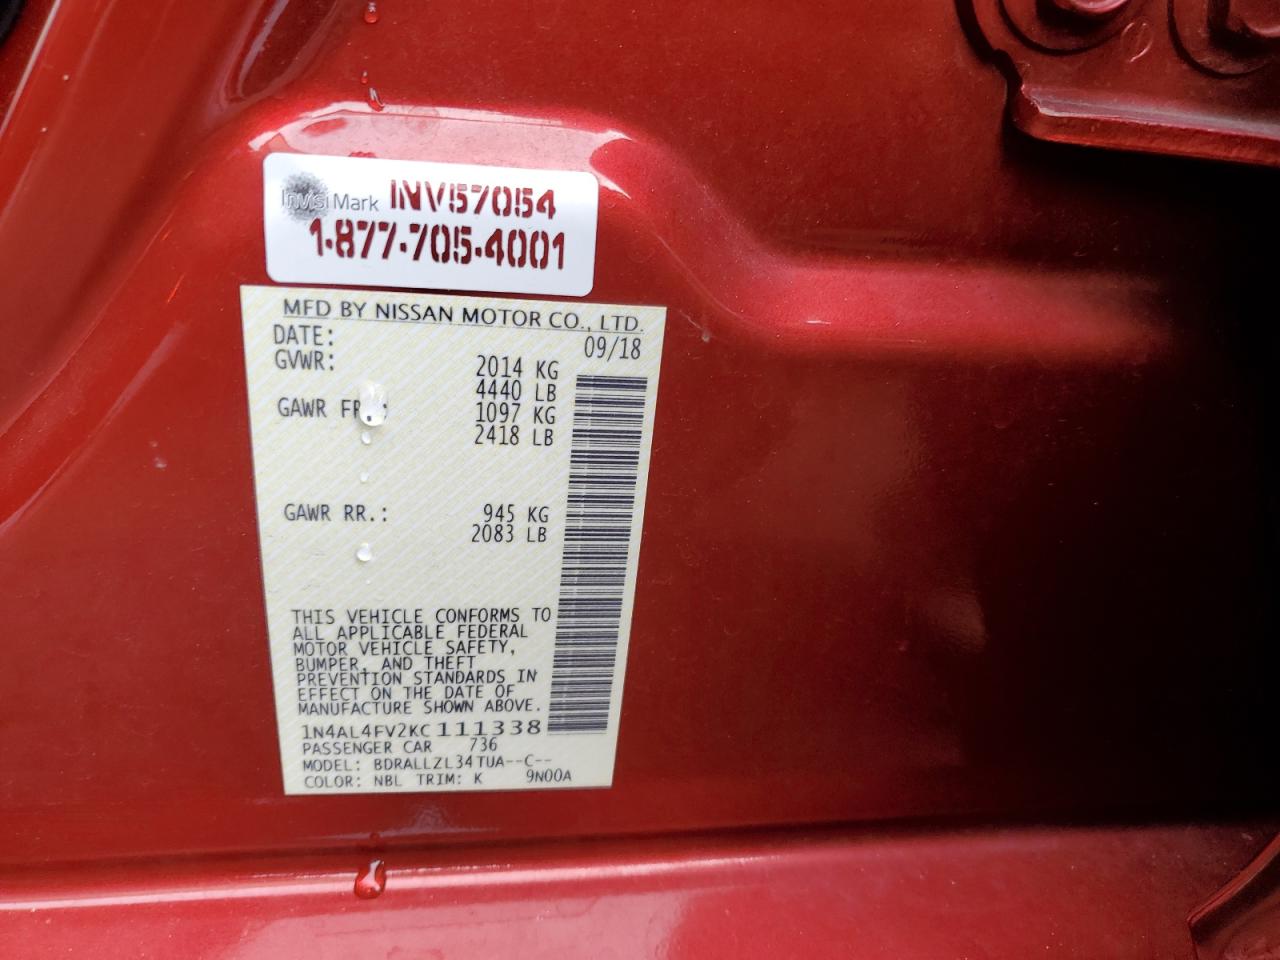 InvisiMark INV57054
1-877-705-4001
MFD BY NISSAN MOTOR CO., LTD.
DATE: 09/18
GVWR: 2014 KG
4440 LB
GAWR FR.: 1097 KG
2418 LB
GAWR RR.: 945 KG
2083 LB
THIS VEHICLE CONFORMS TO
ALL APPLICABLE FEDERAL
MOTOR VEHICLE SAFETY,
BUMPER, AND THEFT
PREVENTION STANDARDS IN
EFFECT ON THE DATE OF
MANUFACTURE SHOWN ABOVE.
1N4AL4FV2KC111338
PASSENGER CAR 736
MODEL: BDRALLZL34TUA--C--
COLOR: NBL TRIM: K 9N00A